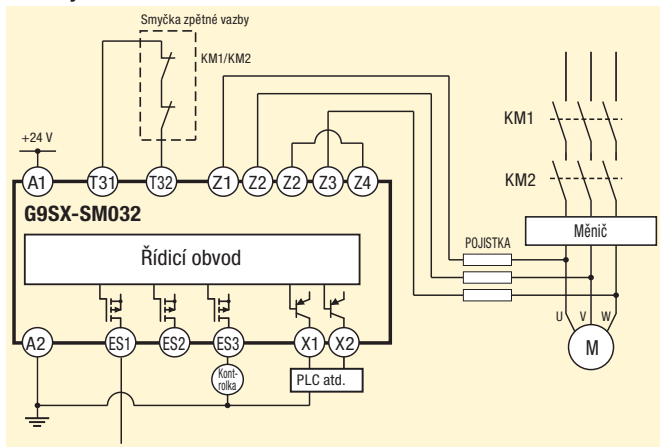 Smyčka zpětné vazby
KM1/KM2
+24 V
A1
T31
T32
Z1
Z2
Z2
Z3
Z4
KM1
KM2
G9SX-SM032
Řídicí obvod
POJISTKA
Měnič
U V W
M
A2
ES1
ES2
ES3
X1
X2
Kont-
rolka
PLC atd.